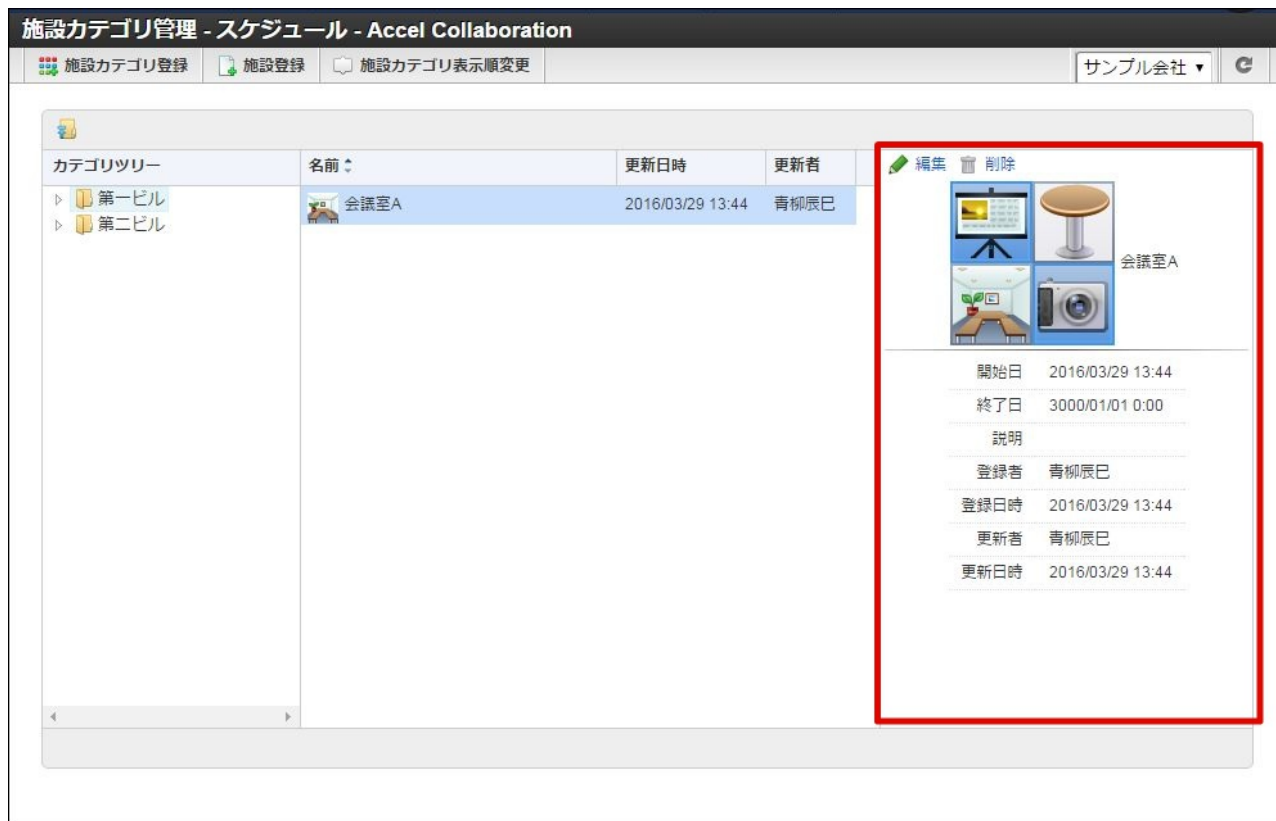 施設カテゴリ管理 - スケジュール - Accel Collaboration
施設カテゴリ登録 施設登録 施設カテゴリ表示順変更 サンプル会社 ▼
カテゴリツリー 名前 更新日時 更新者 編集 削除
第一ビル
第二ビル
会議室A 2016/03/29 13:44 青柳辰巳
会議室A
開始日 2016/03/29 13:44
終了日 3000/01/01 0:00
説明
登録者 青柳辰巳
登録日時 2016/03/29 13:44
更新者 青柳辰巳
更新日時 2016/03/29 13:44